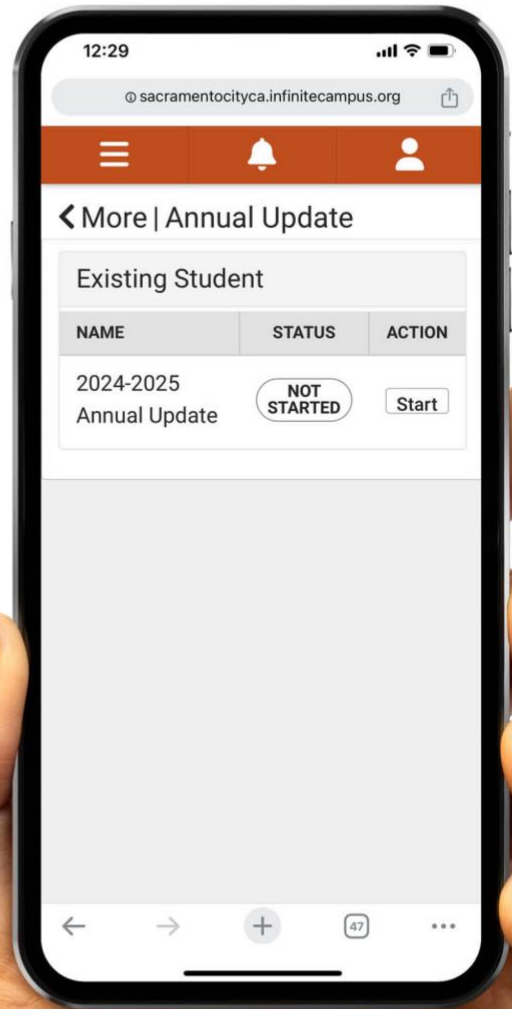 12:29
sacramentocityca.infinitecampus.org
More | Annual Update
Existing Student
NAME STATUS ACTION
2024-2025 Annual Update NOT STARTED Start
47